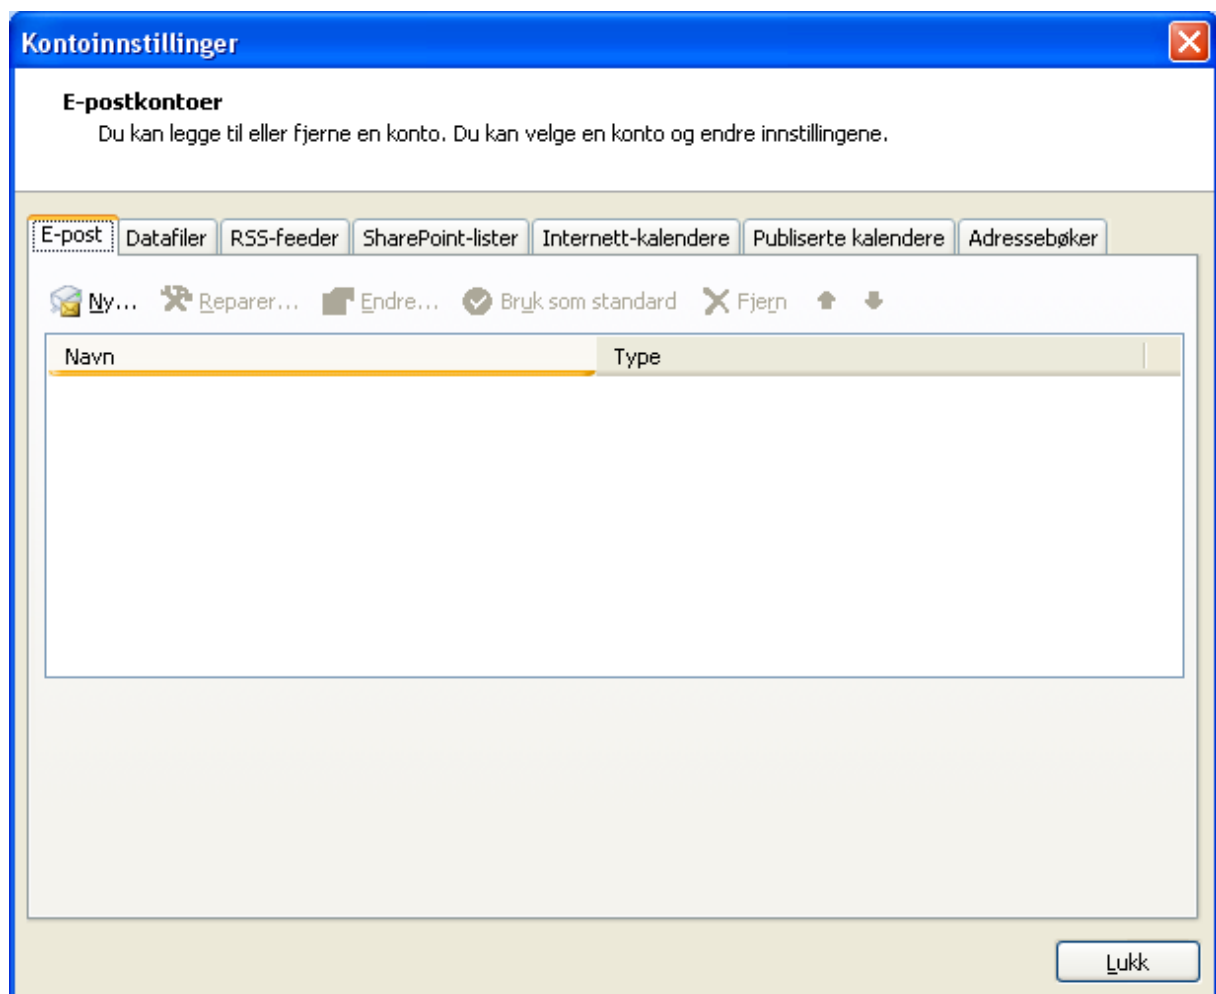 Kontoinnstillinger
E-postkontoer
Du kan legge til eller fjerne en konto. Du kan velge en konto og endre innstillingene.
E-post Datafiler RSS-feeder SharePoint-lister Internett-kalendere Publiserte kalendere Adressebøker
Ny... Reparer... Endre... Bruk som standard Fjern
Navn Type
Lukk